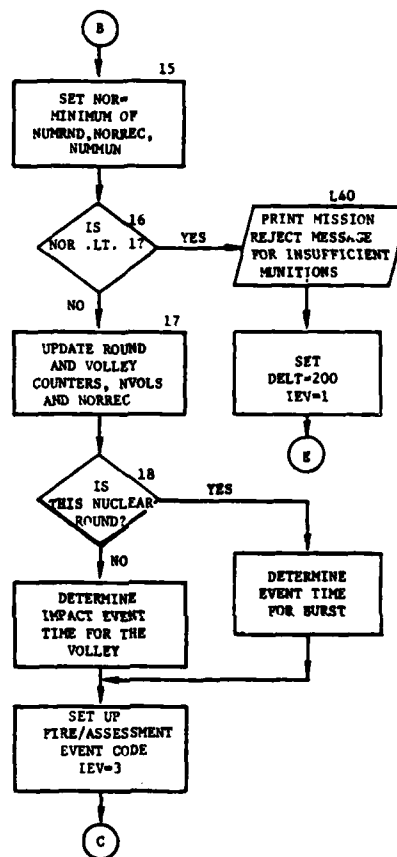 B
15
SET NOR=
MINIMUM OF
NUMRND,NORREC,
NUMMUN
16
IS
NOR .LT. 1?
YES
NO
L40
PRINT MISSION
REJECT MESSAGE
FOR INSUFFICIENT
MUNITIONS
SET
DELT=200
IEV=1
E
17
UPDATE ROUND
AND VOLLEY
COUNTERS, NVOLS
AND NORREC
18
IS
THIS NUCLEAR
ROUND?
YES
NO
DETERMINE
EVENT TIME
FOR BURST
DETERMINE
IMPACT EVENT
TIME FOR THE
VOLLEY
SET UP
FIRE/ASSESSMENT
EVENT CODE
IEV=3
C